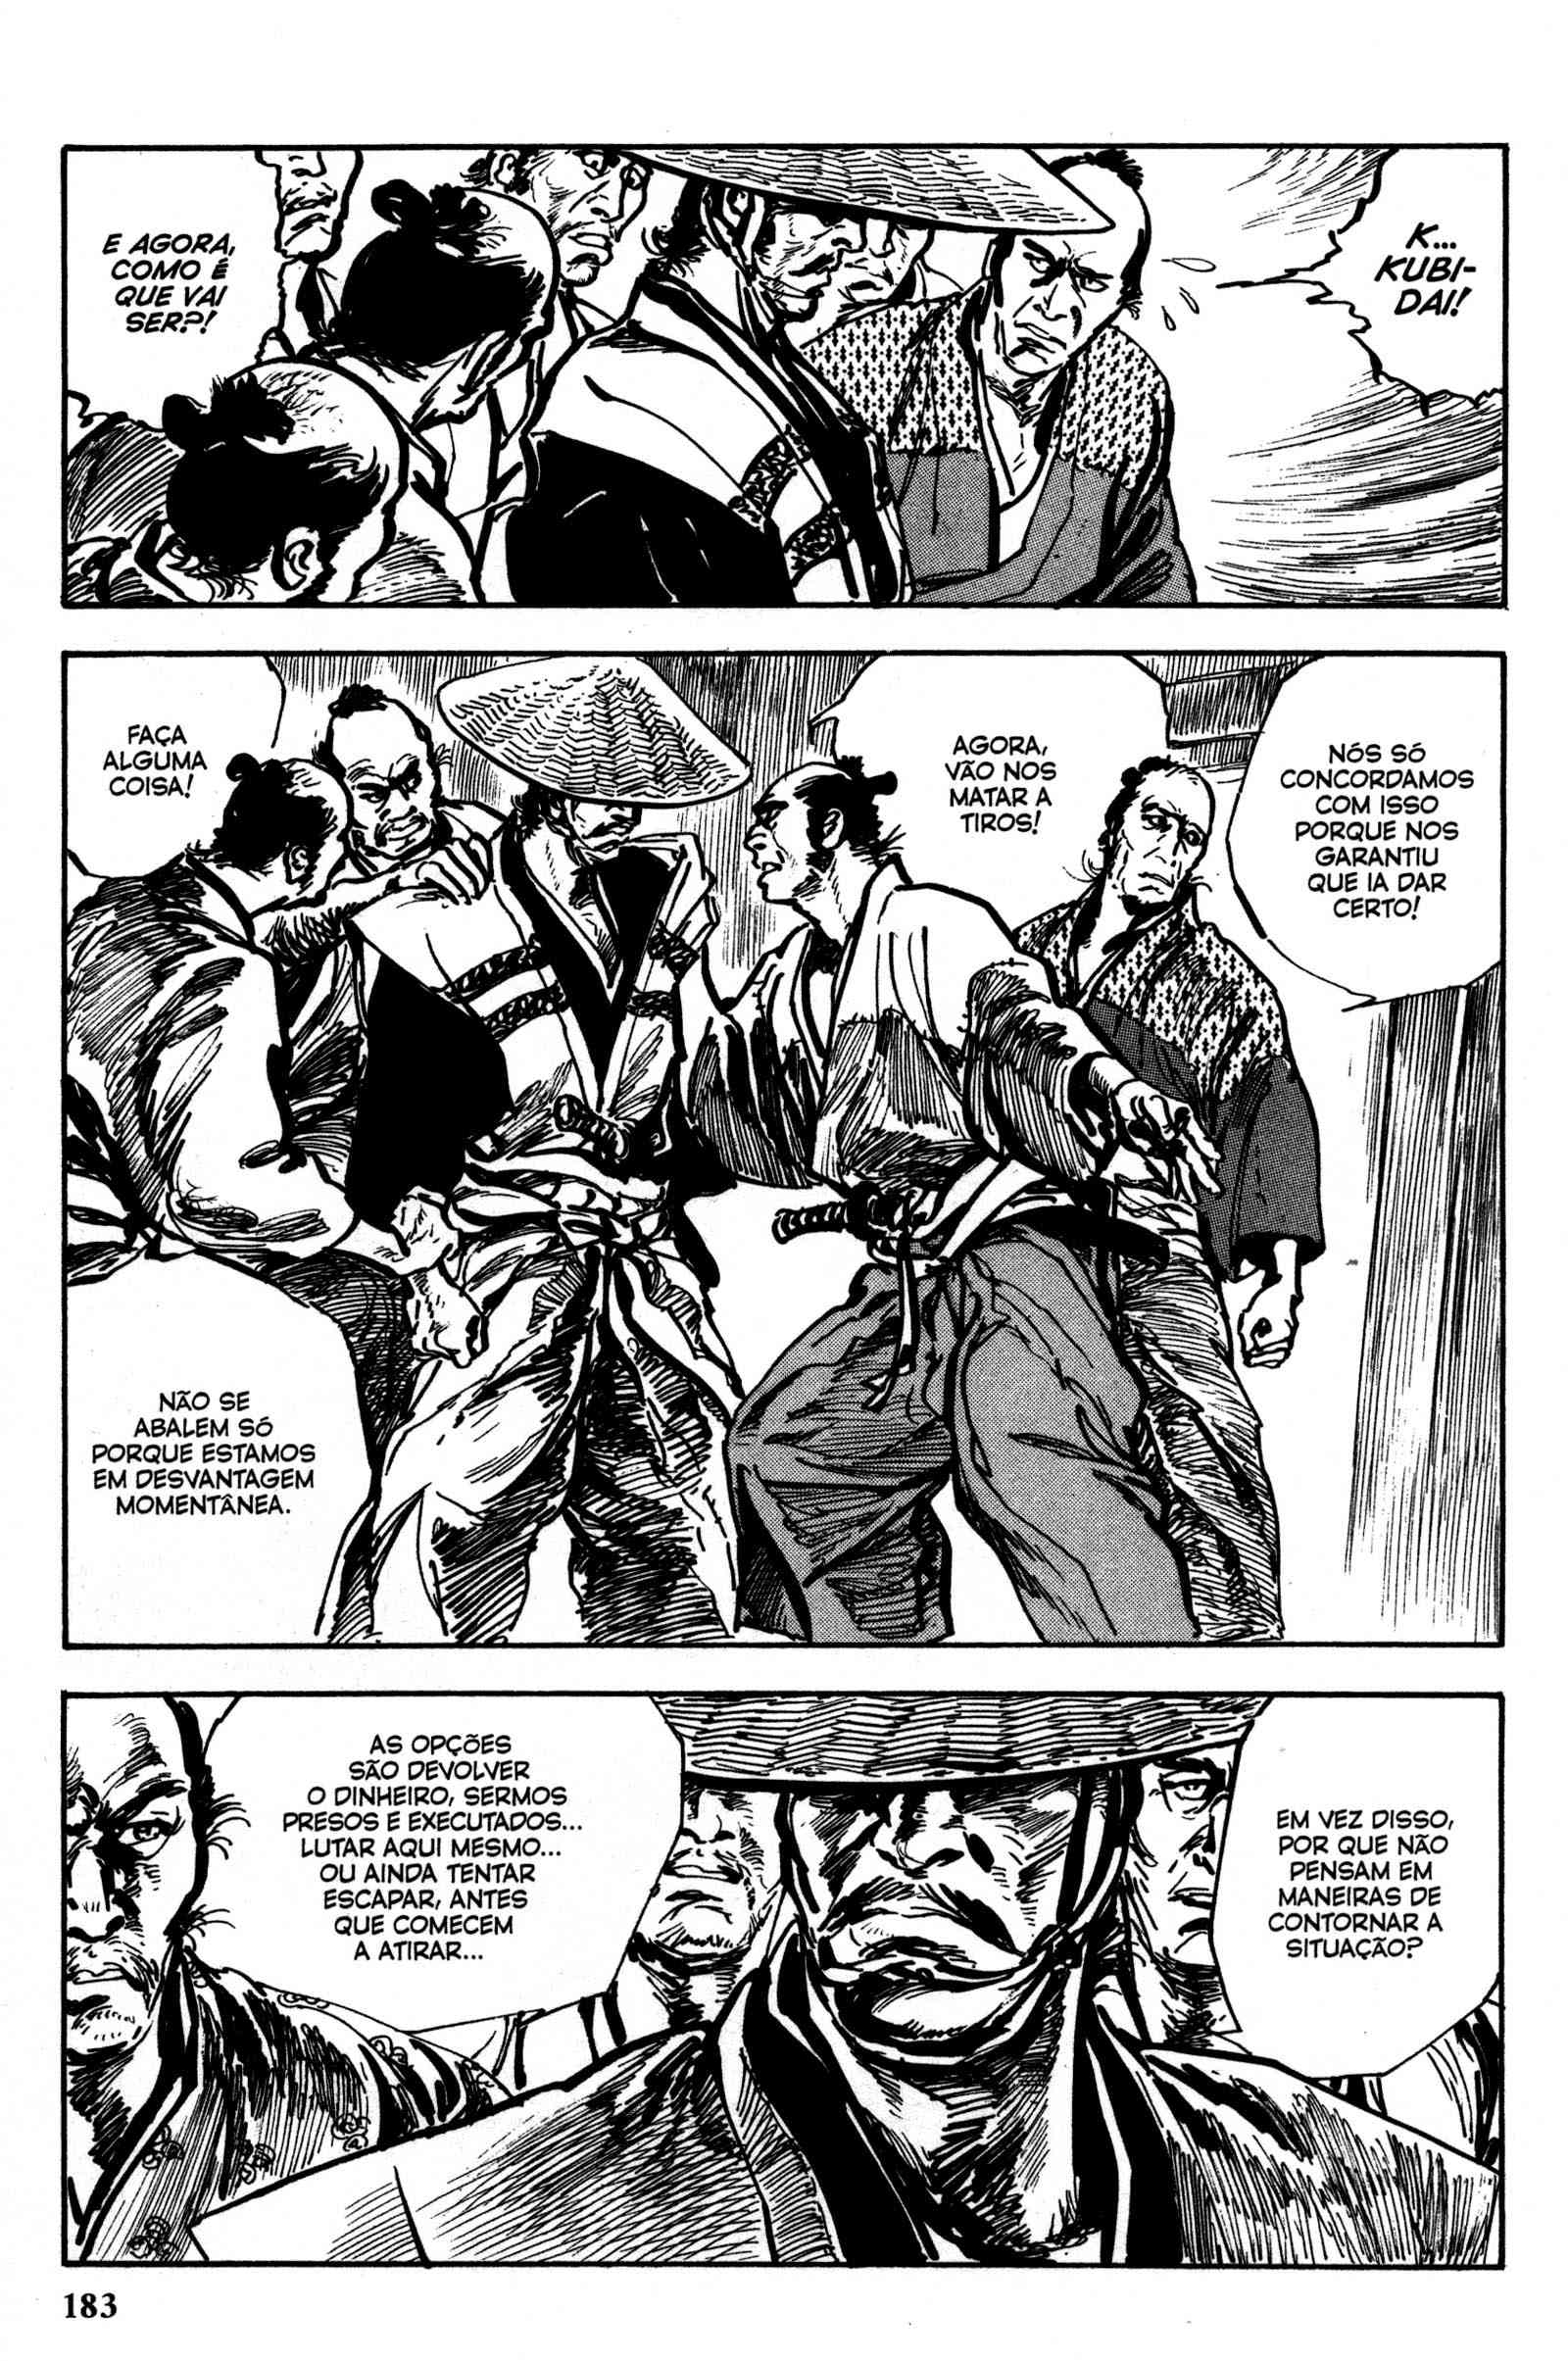 K...
KUBI-
DAI!
E AGORA,
COMO É
QUE VAI
SER?!
NÓS SÓ
CONCORDAMOS
COM ISSO
PORQUE NOS
GARANTIU
QUE IA DAR
CERTO!
AGORA,
VÃO NOS
MATAR A
TIROS!
FAÇA
ALGUMA
COISA!
NÃO SE
ABALEM SÓ
PORQUE ESTAMOS
EM DESVANTAGEM
MOMENTÂNEA.
EM VEZ DISSO,
POR QUE NÃO
PENSAM EM
MANEIRAS DE
CONTORNAR A
SITUAÇÃO?
AS OPÇÕES
SÃO DEVOLVER
O DINHEIRO, SERMOS
PRESOS E EXECUTADOS...
LUTAR AQUI MESMO...
OU AINDA TENTAR
ESCAPAR, ANTES
QUE COMECEM
A ATIRAR...
183